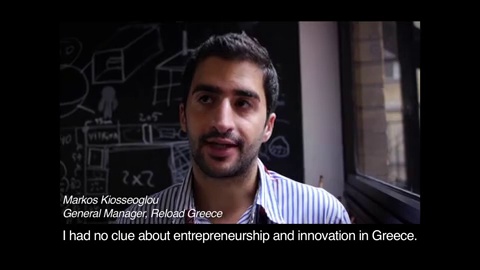 Markos Kiosseoglou
General Manager, Reload Greece
I had no clue about entrepreneurship and innovation in Greece.